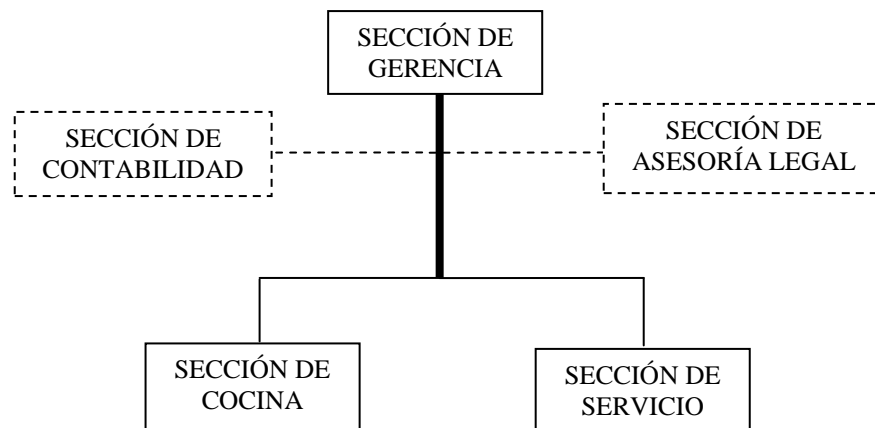 SECCIÓN DE
GERENCIA
SECCIÓN DE
CONTABILIDAD
SECCIÓN DE
ASESORÍA LEGAL
SECCIÓN DE
COCINA
SECCIÓN DE
SERVICIO